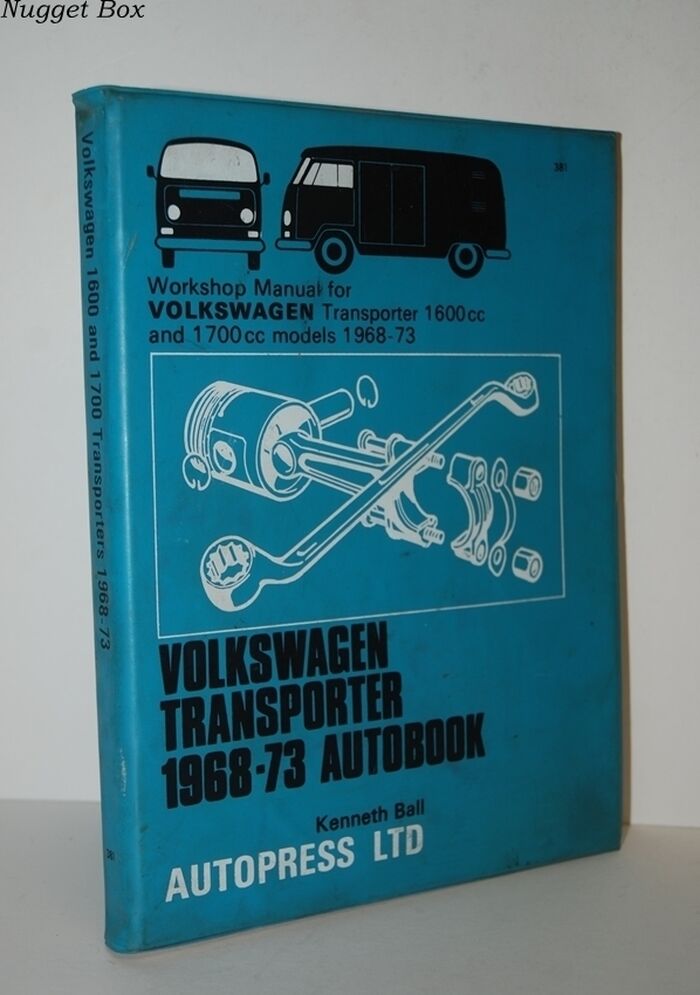 Nugget Box
381
Workshop Manual for
VOLKSWAGEN Transporter 1600cc
and 1700cc models 1968-73
VOLKSWAGEN
TRANSPORTER
1968-73 AUTOBOOK
Kenneth Ball
AUTOPRESS LTD
Volkswagen 1600 and 1700 Transporters 1968-73
381